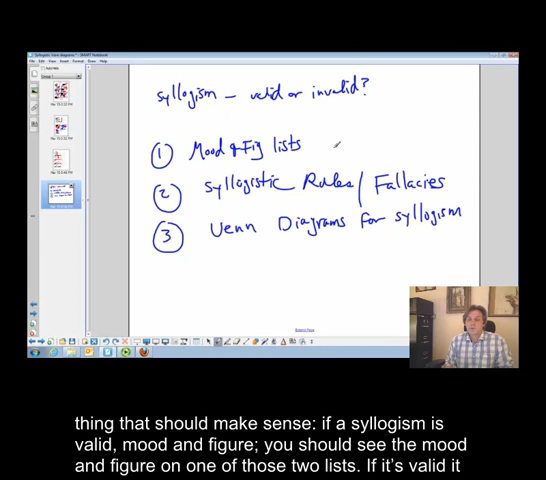 syllogism – valid or invalid?
① Mood & Fig lists
② Syllogistic Rules / Fallacies
③ Venn Diagrams for syllogism
thing that should make sense: if a syllogism is
valid, mood and figure; you should see the mood
and figure on one of those two lists. If it's valid it